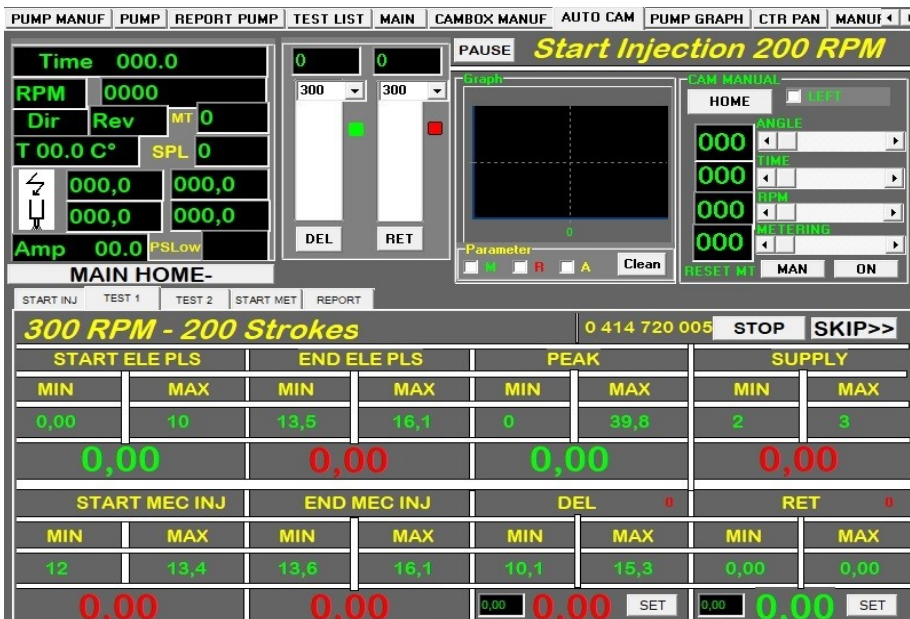 PUMP MANUF PUMP REPORT PUMP TEST LIST MAIN CAMBOX MANUF AUTO CAM PUMP GRAPH CTR PAN MANUF
Time 000.0
RPM 0000
Dir Rev MT 0
T 00.0 C° SPL 0
000,0 000,0
000,0 000,0
Amp 00.0 PSLow
MAIN HOME-
0 0
300 300
DEL RET
PAUSE Start Injection 200 RPM
Graph
0
Parameter
M R A Clean
CAM MANUAL
HOME LEFT
ANGLE
000
TIME
000
RPM
000
METERING
000
RESET MT MAN ON
START INJ TEST 1 TEST 2 START MET REPORT
300 RPM - 200 Strokes 0 414 720 005 STOP SKIP>>
START ELE PLS END ELE PLS PEAK SUPPLY
MIN MAX MIN MAX MIN MAX MIN MAX
0,00 10 13,5 16,1 0 39,8 2 3
0,00 0,00 0,00 0,00
START MEC INJ END MEC INJ DEL 0 RET 0
MIN MAX MIN MAX MIN MAX MIN MAX
12 13,4 13,6 16,1 10,1 15,3 0,00 0,00
0,00 0,00 0,00 0,00 SET 0,00 0,00 SET